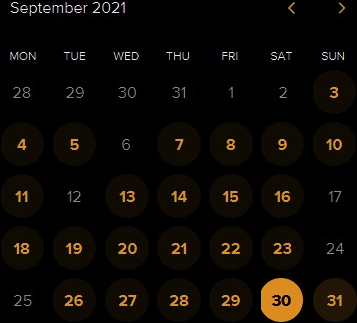 September 2021
MON TUE WED THU FRI SAT SUN
28 29 30 31 1 2 3
4 5 6 7 8 9 10
11 12 13 14 15 16 17
18 19 20 21 22 23 24
25 26 27 28 29 30 31